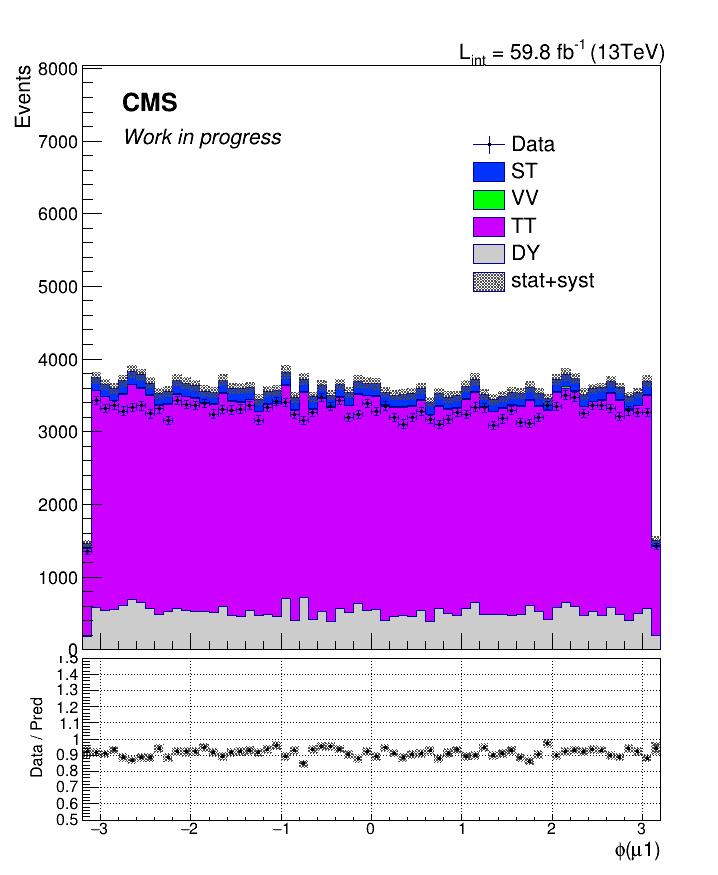 L_int = 59.8 fb^-1 (13TeV)
Events
8000
7000
6000
5000
4000
3000
2000
1000
0
CMS
Work in progress
Data
ST
VV
TT
DY
stat+syst
Data / Pred
1.5
1.4
1.3
1.2
1.1
1
0.9
0.8
0.7
0.6
0.5
−3 −2 −1 0 1 2 3
ϕ(μ1)